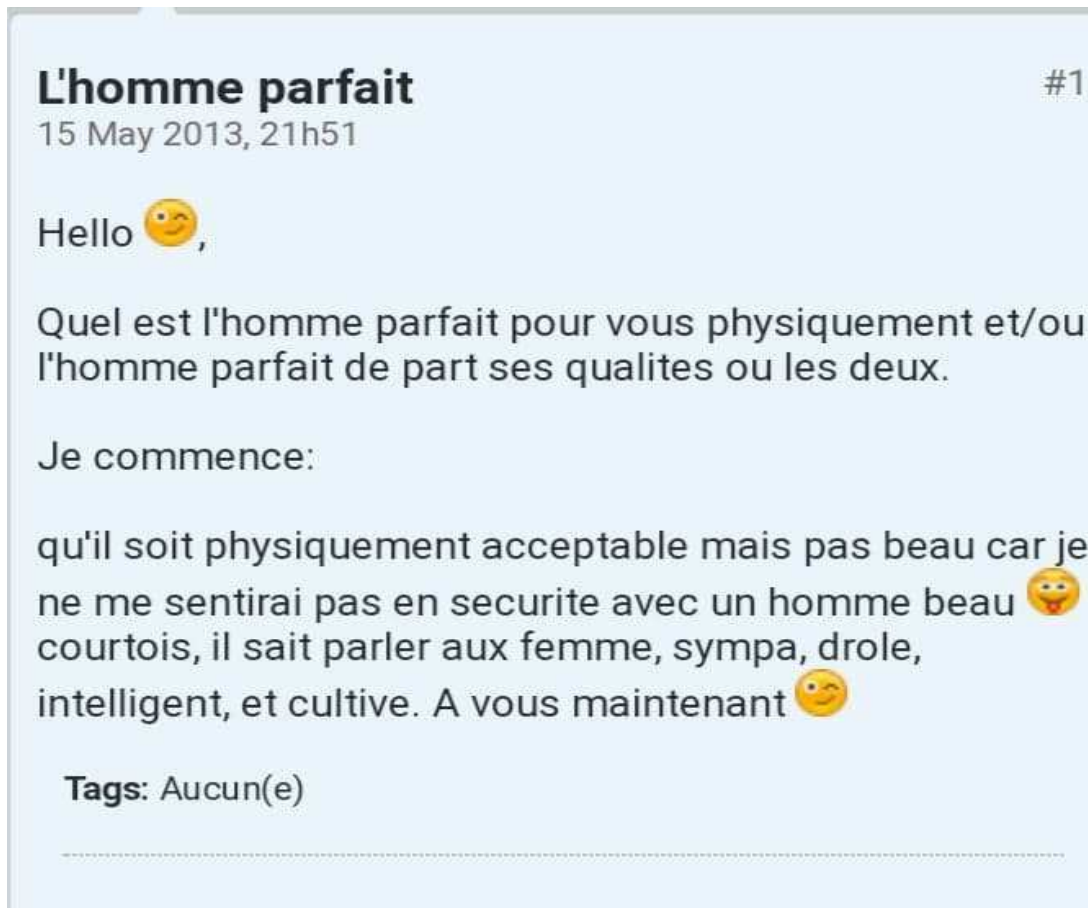 L'homme parfait
#1
15 May 2013, 21h51
Hello 😉,
Quel est l'homme parfait pour vous physiquement et/ou
l'homme parfait de part ses qualites ou les deux.
Je commence:
qu'il soit physiquement acceptable mais pas beau car je
ne me sentirai pas en securite avec un homme beau 😝
courtois, il sait parler aux femme, sympa, drole,
intelligent, et cultive. A vous maintenant 😉
Tags: Aucun(e)